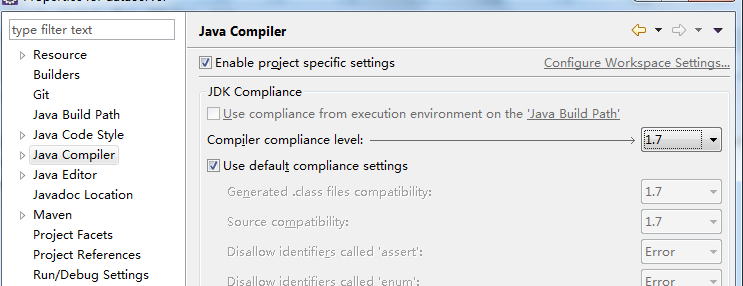 type filter text
Resource
Builders
Git
Java Build Path
Java Code Style
Java Compiler
Java Editor
Javadoc Location
Maven
Project Facets
Project References
Run/Debug Settings
Java Compiler
Enable project specific settings
Configure Workspace Settings...
JDK Compliance
Use compliance from execution environment on the 'Java Build Path'
Compiler compliance level: 1.7
Use default compliance settings
Generated .class files compatibility: 1.7
Source compatibility: 1.7
Disallow identifiers called 'assert': Error
Disallow identifiers called 'enum': Error